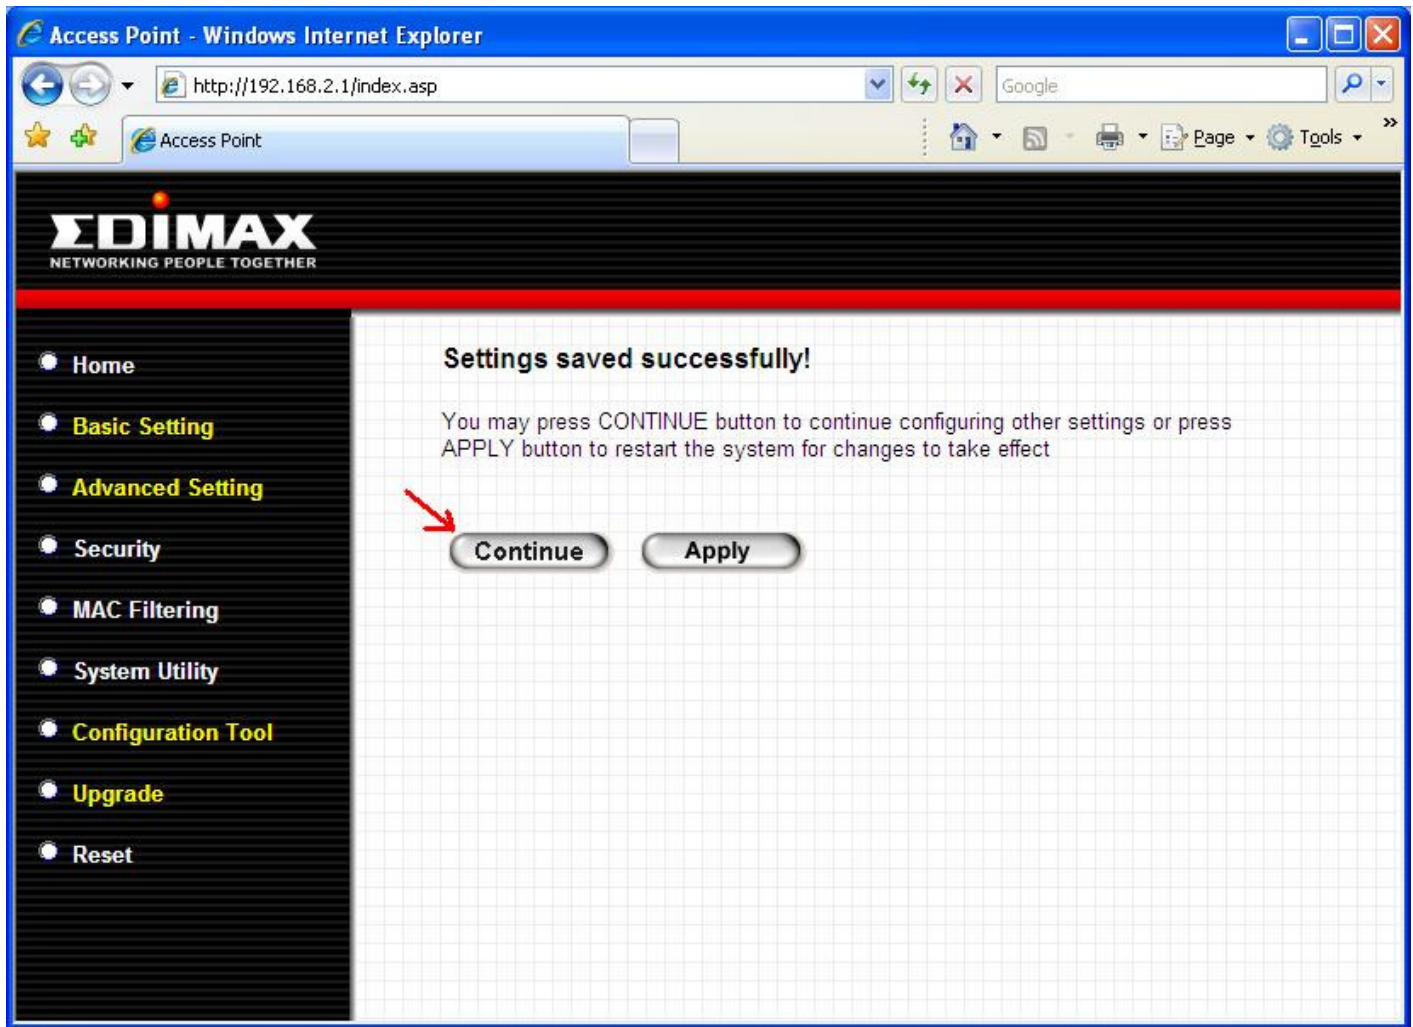 Access Point - Windows Internet Explorer
http://192.168.2.1/index.asp
Google
Access Point
Page
Tools
»
ΣDIMAX
NETWORKING PEOPLE TOGETHER
Home
Basic Setting
Advanced Setting
Security
MAC Filtering
System Utility
Configuration Tool
Upgrade
Reset
Settings saved successfully!
You may press CONTINUE button to continue configuring other settings or press
APPLY button to restart the system for changes to take effect
Continue
Apply